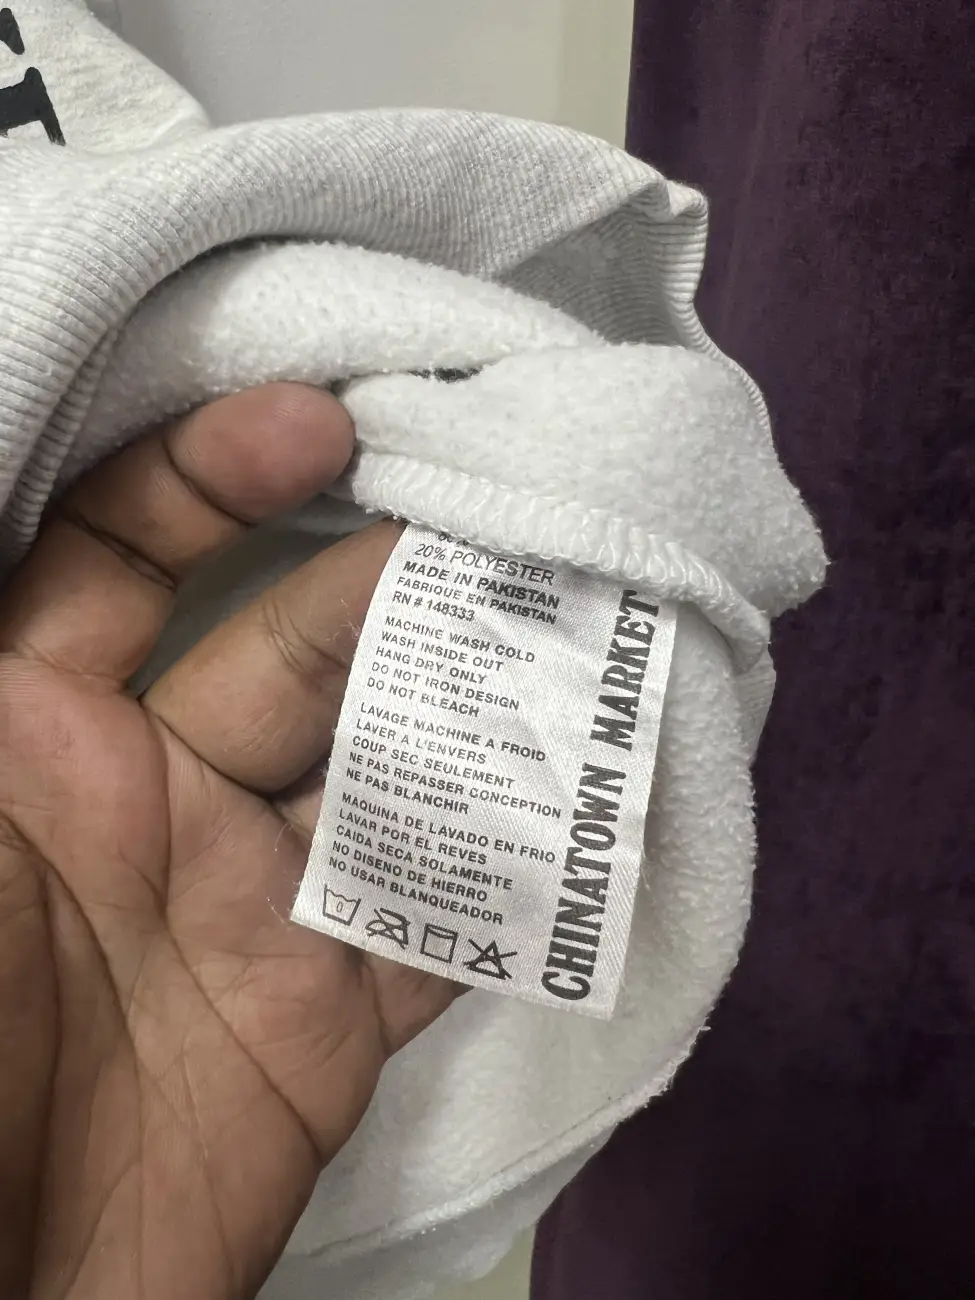 20% POLYESTER
MADE IN PAKISTAN
FABRIQUE EN PAKISTAN
RN # 148333
MACHINE WASH COLD
WASH INSIDE OUT
HANG DRY ONLY
DO NOT IRON DESIGN
DO NOT BLEACH
LAVAGE MACHINE A FROID
LAVER A L'ENVERS
COUP SEC SEULEMENT
NE PAS REPASSER CONCEPTION
NE PAS BLANCHIR
MAQUINA DE LAVADO EN FRIO
LAVAR POR EL REVES
CAIDA SECA SOLAMENTE
NO DISENO DE HIERRO
NO USAR BLANQUEADOR
0
CHINATOWN MARKET